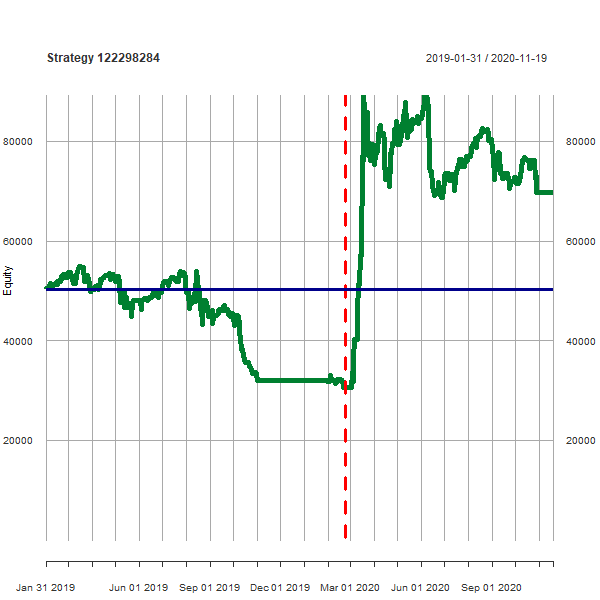 Strategy 122298284
2019-01-31 / 2020-11-19
80000
80000
60000
60000
Equity
40000
40000
20000
20000
Jan 31 2019
Jun 01 2019
Sep 01 2019
Dec 01 2019
Mar 01 2020
Jun 01 2020
Sep 01 2020